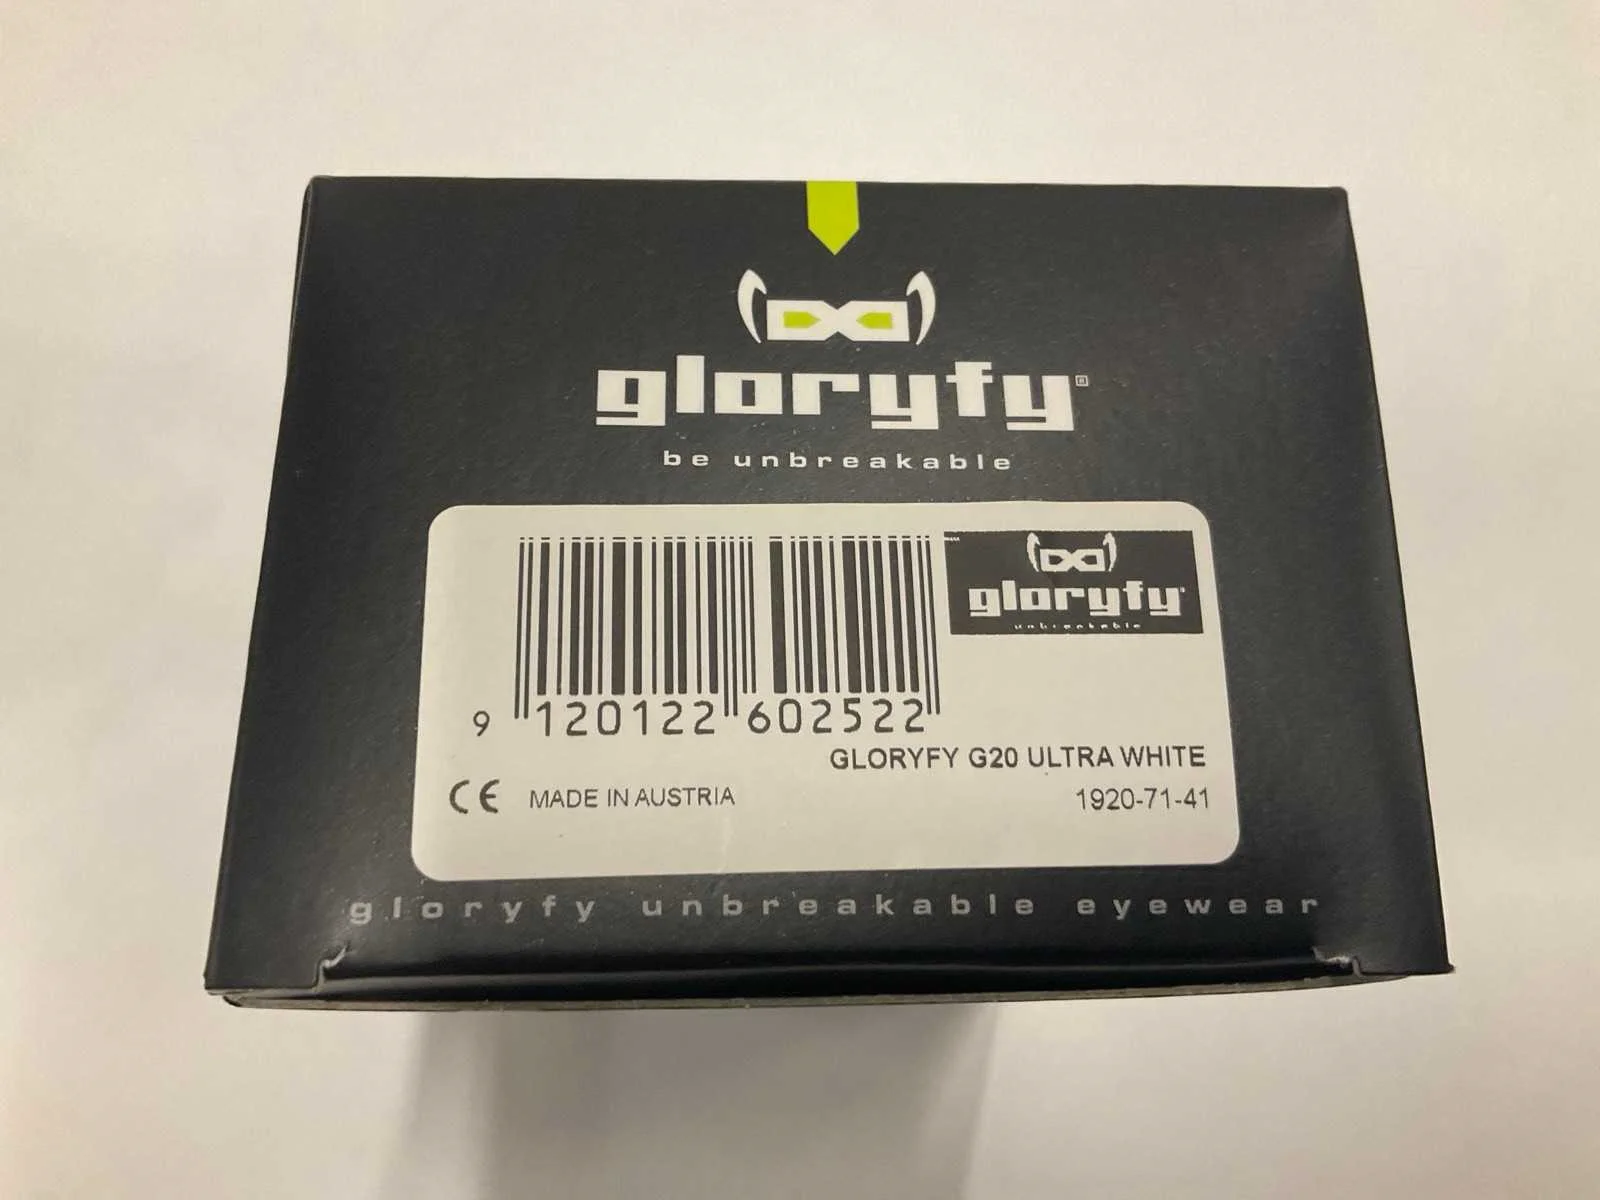 gloryfy®
be unbreakable
gloryfy
unbreakable
9 120122 602522
GLORYFY G20 ULTRA WHITE
CE MADE IN AUSTRIA
1920-71-41
gloryfy unbreakable eyewear